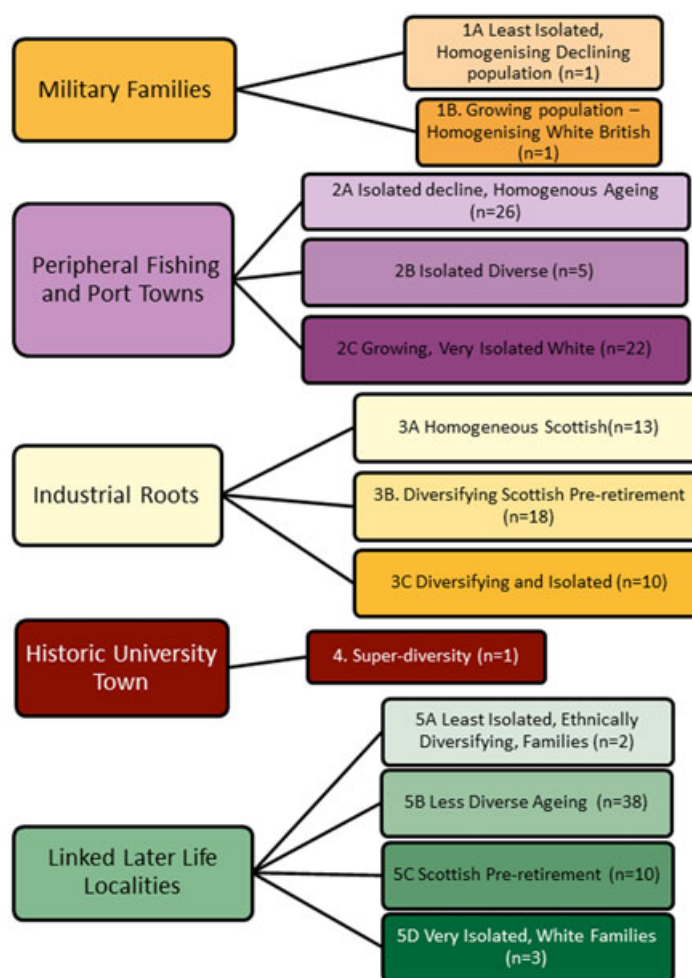 Military Families
1A Least Isolated,
Homogenising Declining
population (n=1)
1B. Growing population –
Homogenising White British
(n=1)
Peripheral Fishing
and Port Towns
2A Isolated decline, Homogenous Ageing
(n=26)
2B Isolated Diverse (n=5)
2C Growing, Very Isolated White (n=22)
Industrial Roots
3A Homogeneous Scottish(n=13)
3B. Diversifying Scottish Pre-retirement
(n=18)
3C Diversifying and Isolated (n=10)
Historic University
Town
4. Super-diversity (n=1)
Linked Later Life
Localities
5A Least Isolated, Ethnically
Diversifying, Families (n=2)
5B Less Diverse Ageing (n=38)
5C Scottish Pre-retirement (n=10)
5D Very Isolated, White Families
(n=3)